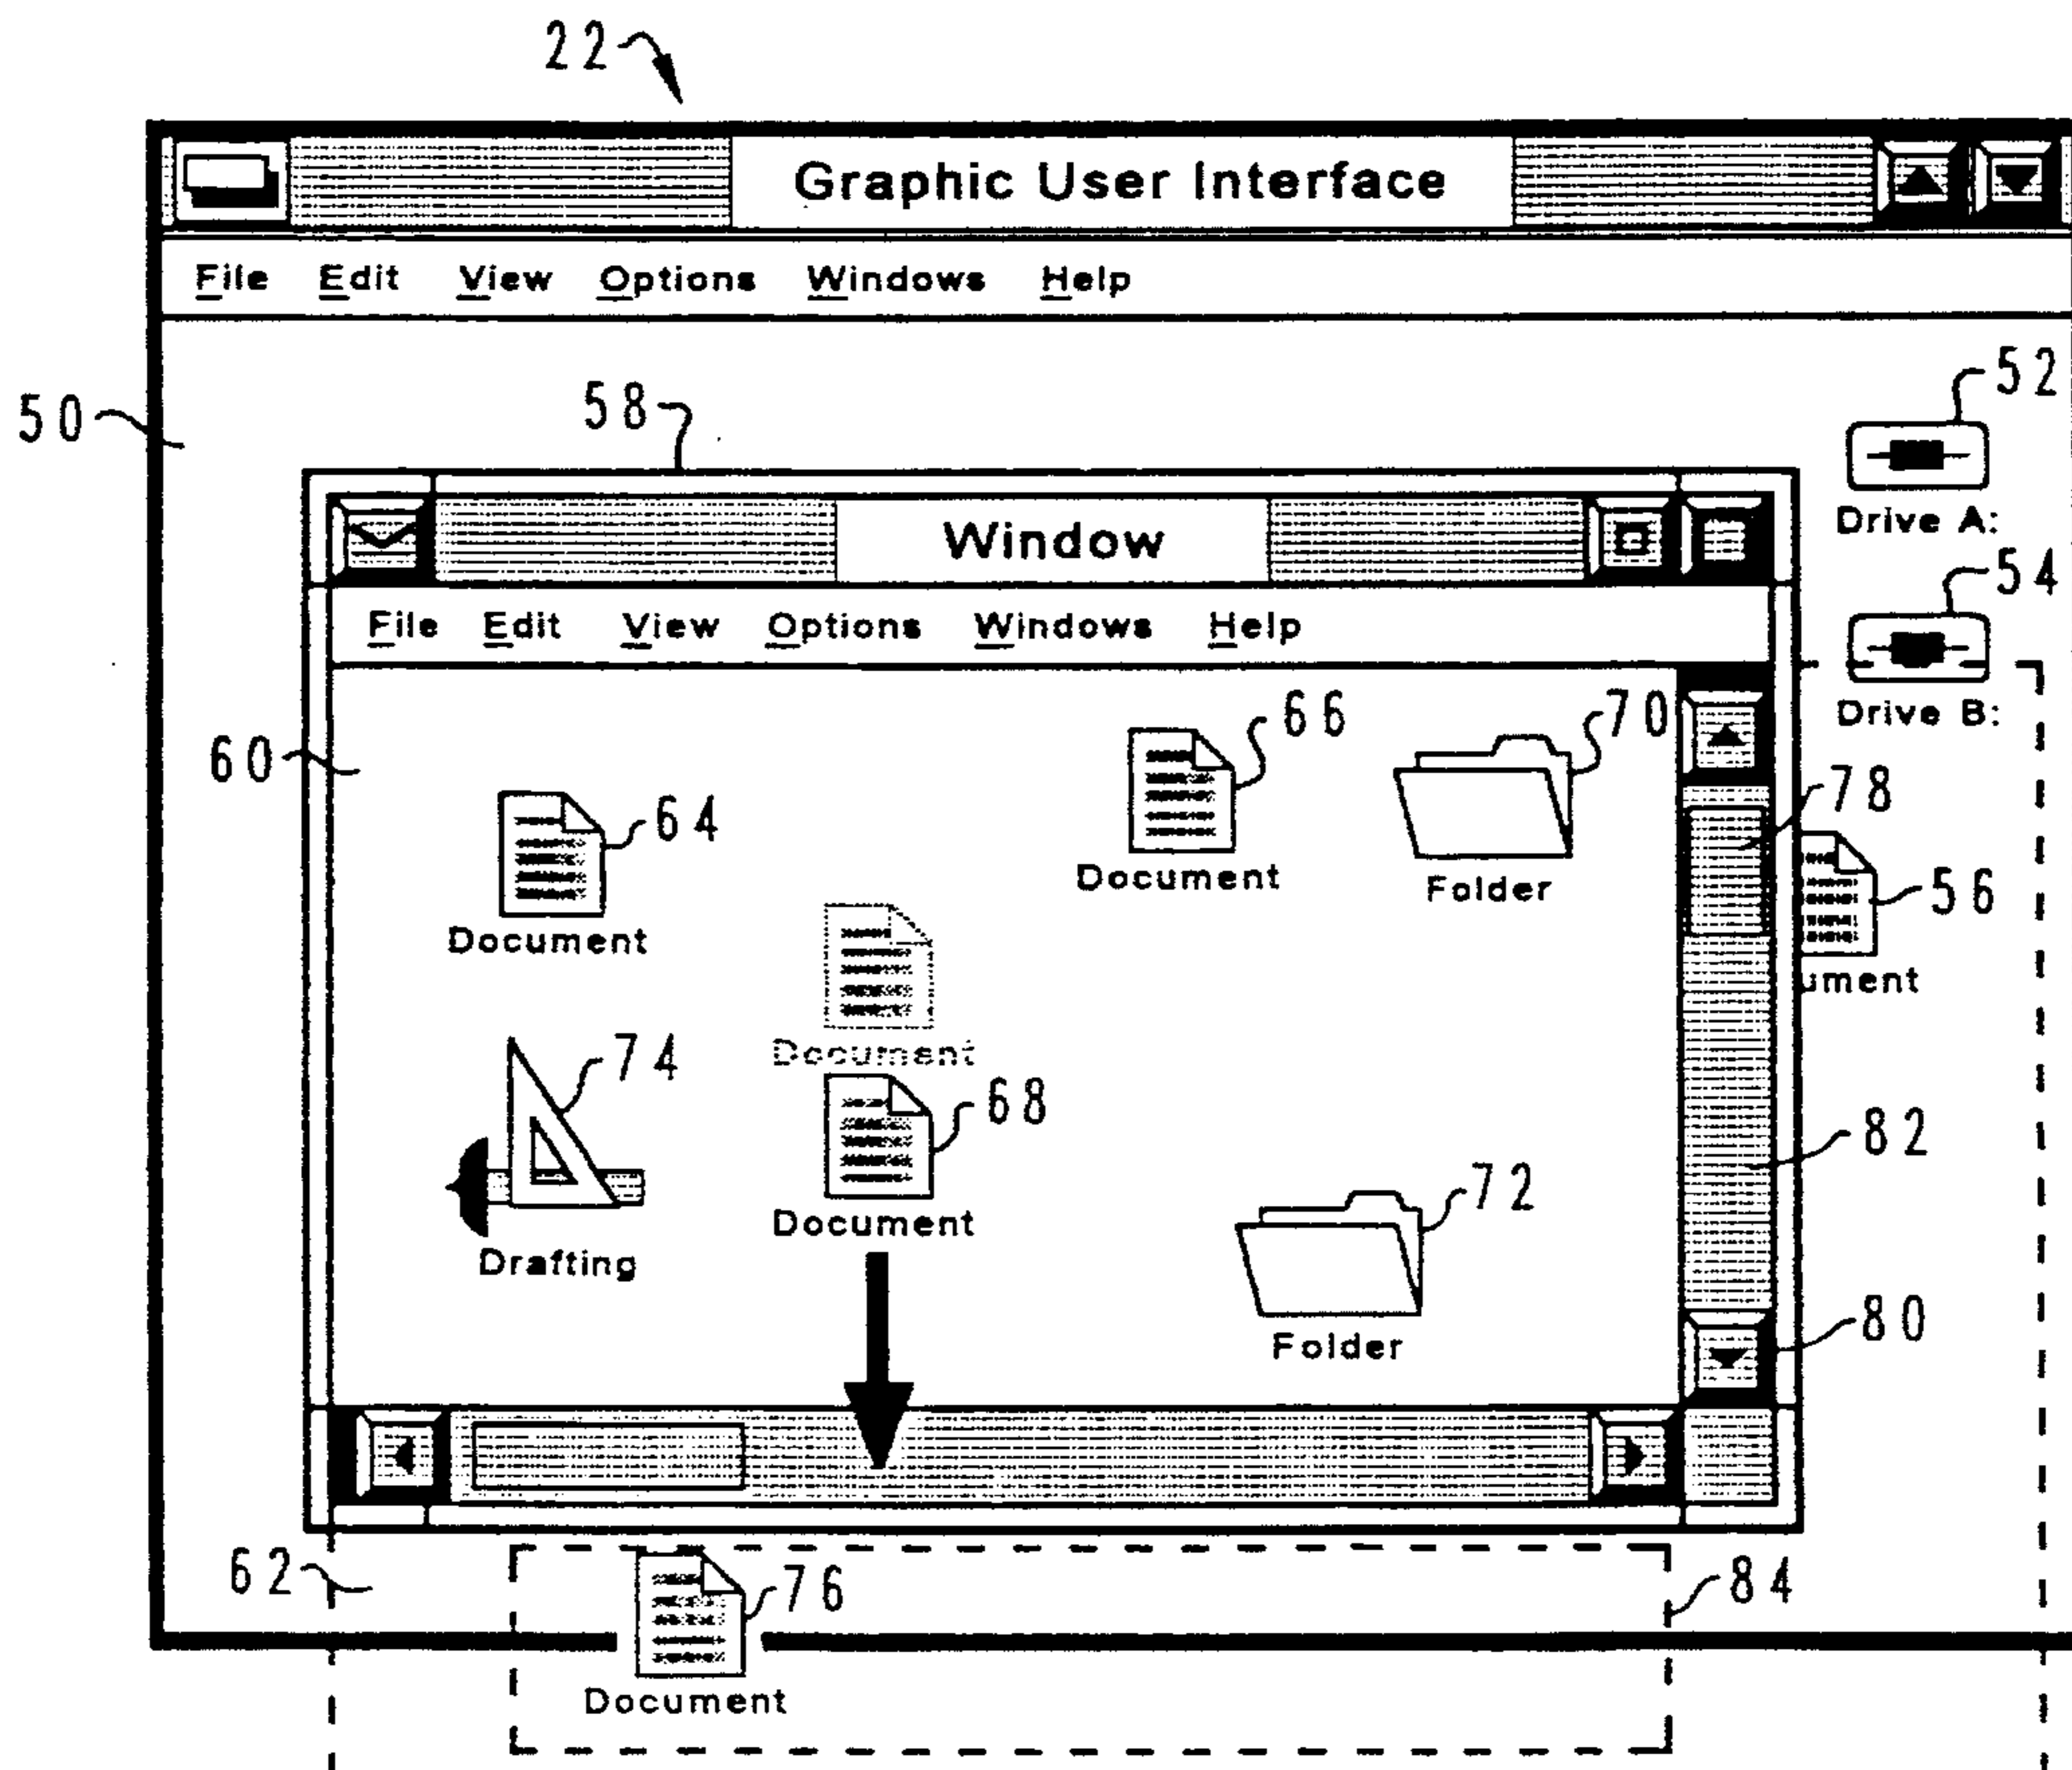 22
Graphic User Interface
File Edit View Options Windows Help
52
50
58
Drive A:
Window
54
File Edit View Options Windows Help
Drive B:
66
70
60
78
64
Document
Folder
56
Document
ument
74
Document
68
82
72
Document
Drafting
80
Folder
62
76
84
Document